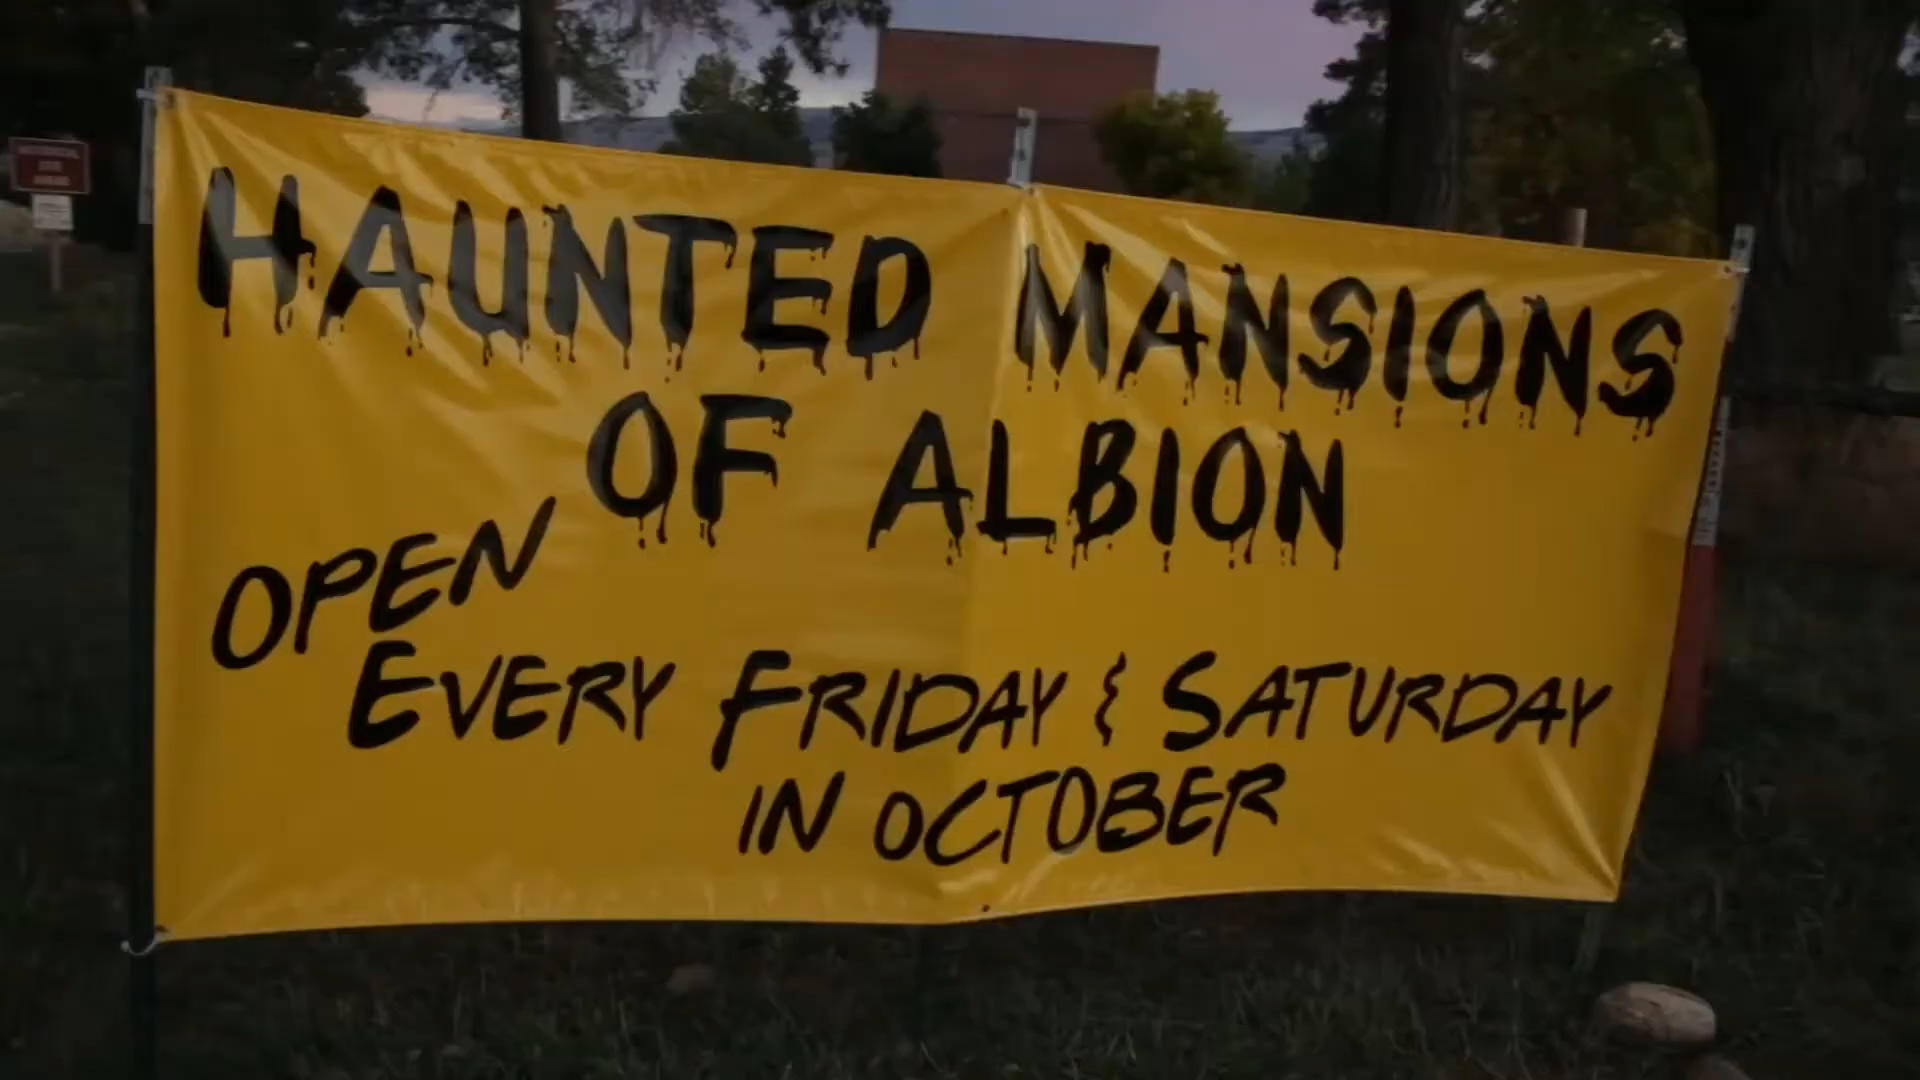 HAUNTED MANSIONS
OF ALBION
OPEN
EVERY FRIDAY & SATURDAY
IN OCTOBER